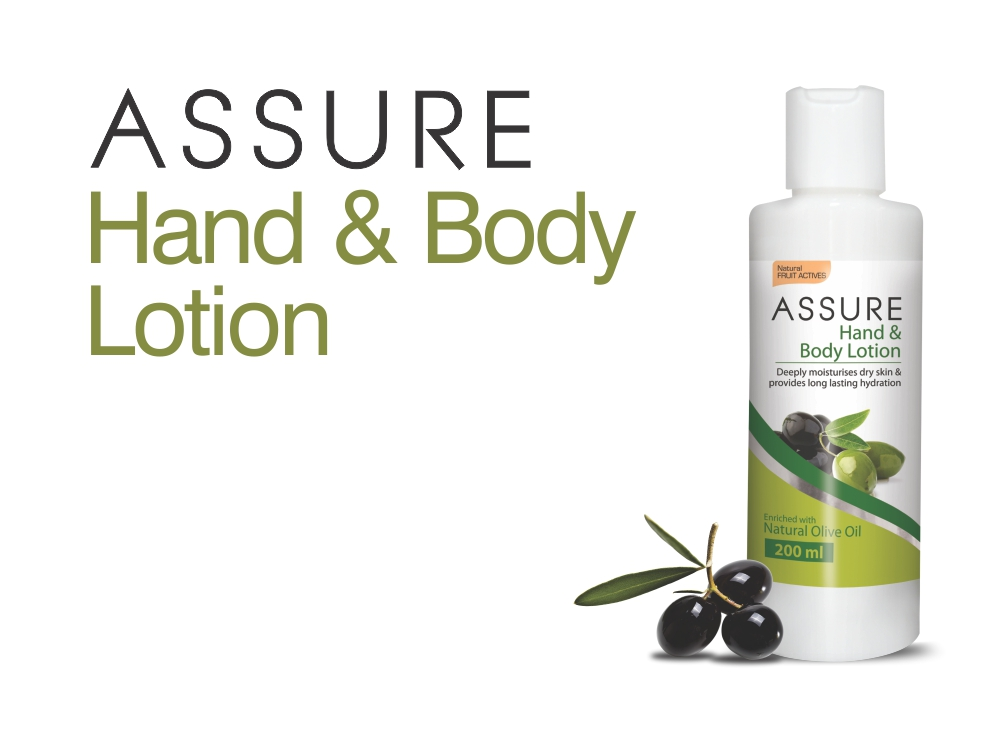 ASSURE
Hand & Body
Lotion
Natural
FRUIT ACTIVES
ASSURE
Hand &
Body Lotion
Deeply moisturises dry skin &
provides long lasting hydration
Enriched with
Natural Olive Oil
200 ml